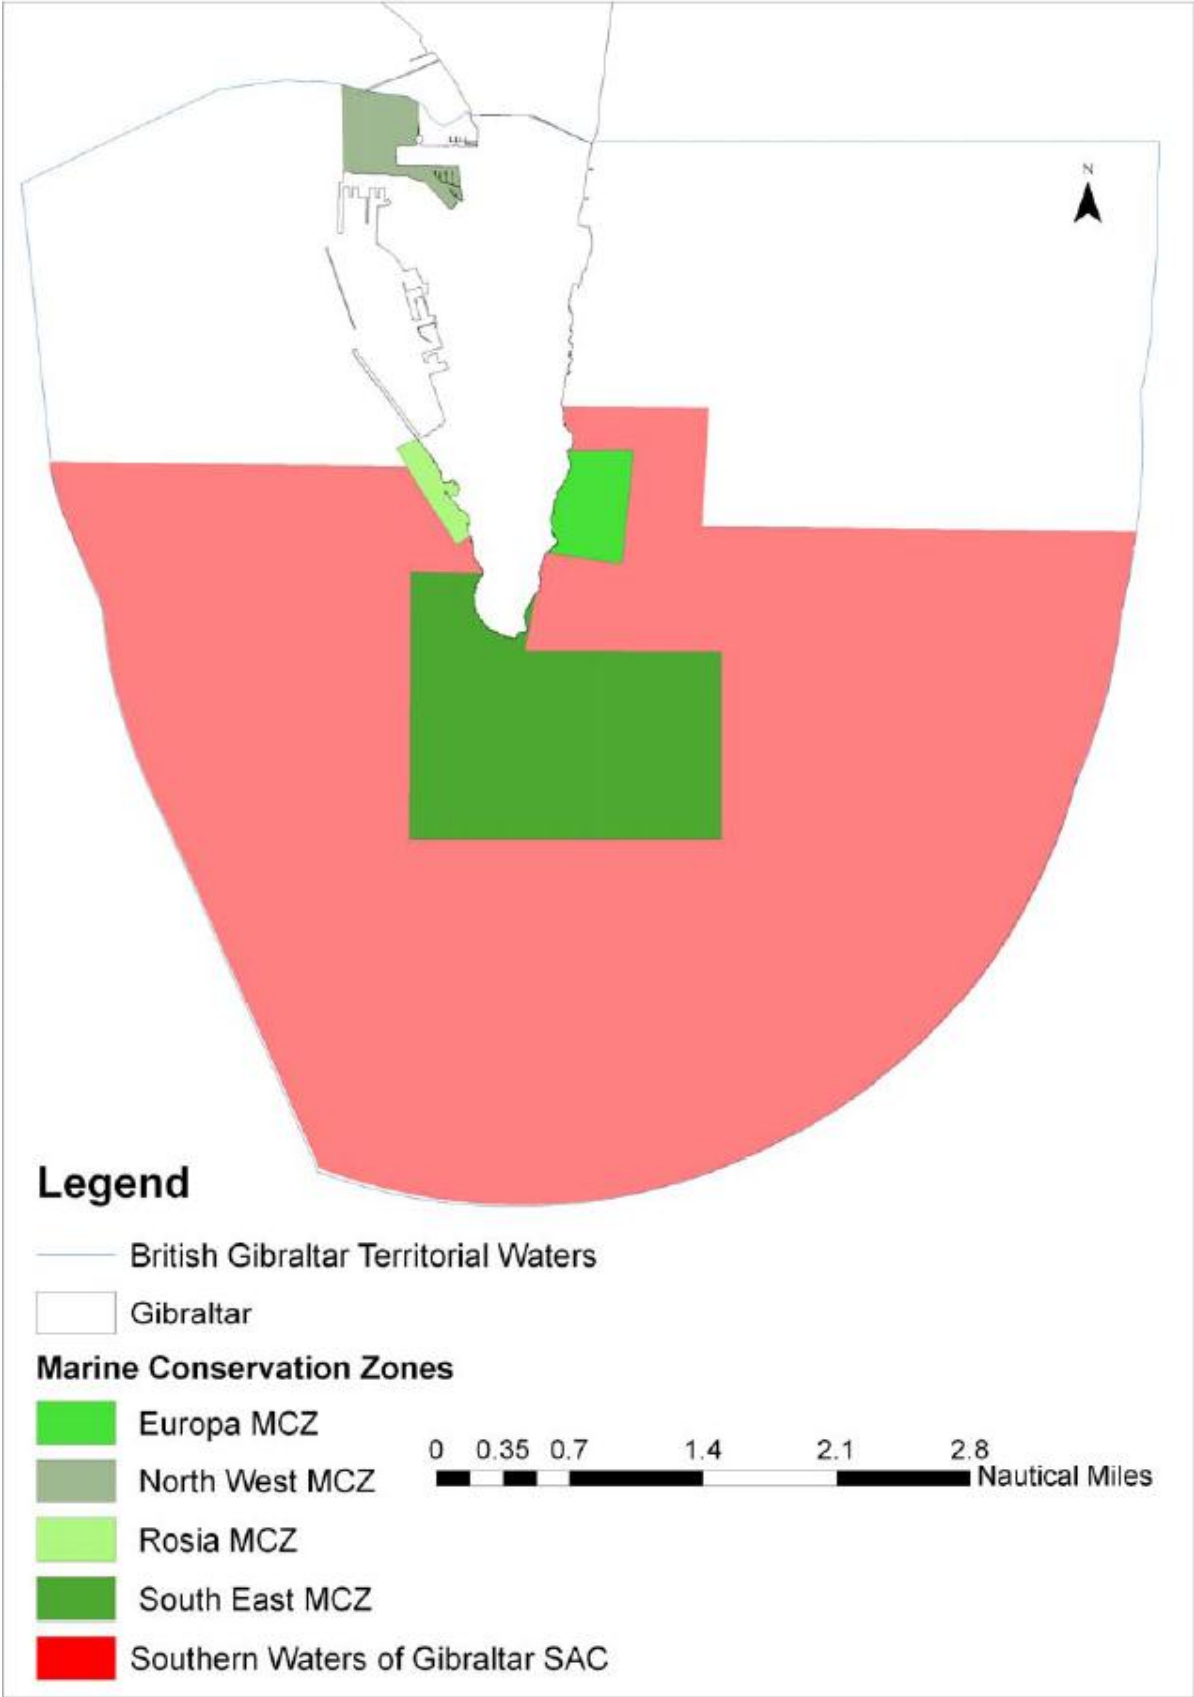 N
Legend
British Gibraltar Territorial Waters
Gibraltar
Marine Conservation Zones
Europa MCZ
North West MCZ
Rosia MCZ
South East MCZ
Southern Waters of Gibraltar SAC
0 0.35 0.7 1.4 2.1 2.8
Nautical Miles